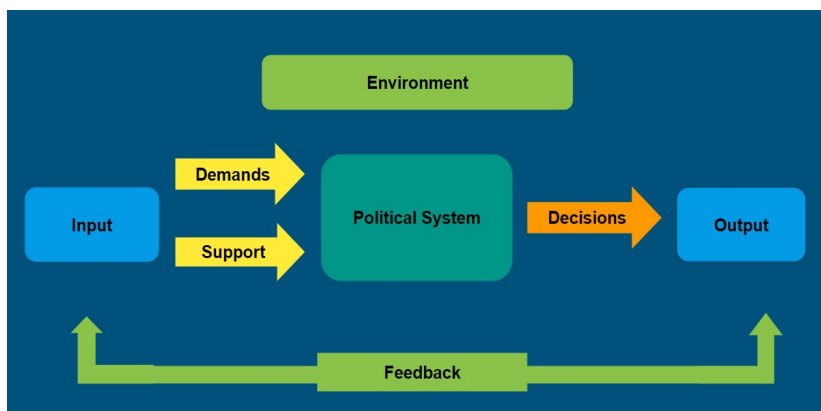 Environment
Demands
Input
Political System
Decisions
Output
Support
Feedback